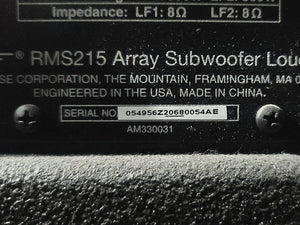 Impedance: LF1: 8Ω LF2: 8Ω
RMS215 Array Subwoofer Lou
SE CORPORATION, THE MOUNTAIN, FRAMINGHAM, MA 0
ENGINEERED IN THE USA, MADE IN CHINA.
SERIAL NO 054956Z20680054AE
AM330031